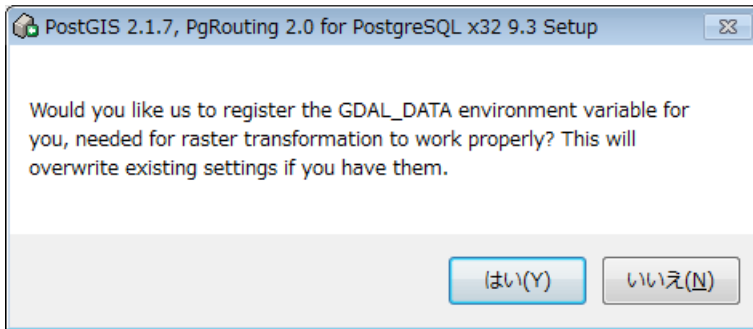 PostGIS 2.1.7, PgRouting 2.0 for PostgreSQL x32 9.3 Setup
Would you like us to register the GDAL_DATA environment variable for
you, needed for raster transformation to work properly? This will
overwrite existing settings if you have them.
はい(Y)
いいえ(N)